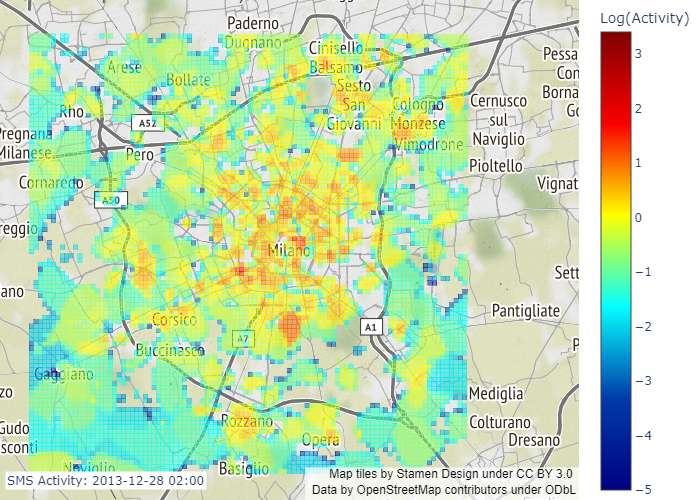 Paderno
Dugnano
Cinisello
Balsamo
Arese
Bollate
Sesto
San
Giovanni
Cologno
Monzese
Vimodrone
Cernusco
sul
Naviglio
Pioltello
Rho
A52
Pregnana
Milanese
Pero
Cornaredo
A50
Milano
Vignat
Pessa
Con
Borna
Go
reggio
ano
Sett
Pantigliate
P
Corsico
A7
A1
Buccinasco
Gaggiano
Mediglia
Colturano
Dresano
zo
Gudo
sconti
Rozzano
Opera
Naviglio
Basiglio
SMS Activity: 2013-12-28 02:00
Map tiles by Stamen Design under CC BY 3.0
Data by OpenStreetMap contributors under ODbL
Log(Activity)
3
2
1
0
−1
−2
−3
−4
−5